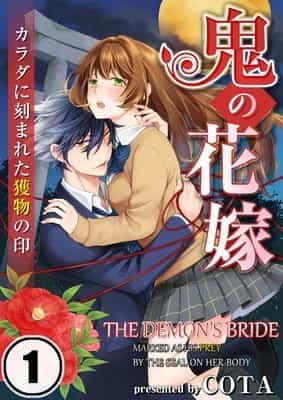 鬼の花嫁
カラダに刻まれた獲物の印
THE DEMON'S BRIDE
MARKED AS HIS PREY
BY THE SEAL ON HER BODY
presented by COTA
1